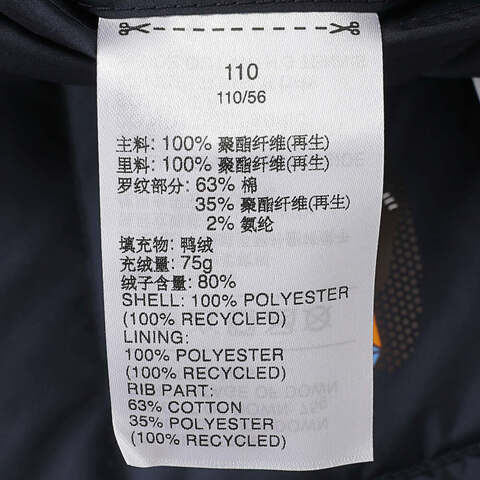 110
110/56
主料: 100% 聚酯纤维(再生)
里料: 100% 聚酯纤维(再生)
罗纹部分: 63% 棉
35% 聚酯纤维(再生)
2% 氨纶
填充物: 鸭绒
充绒量: 75g
绒子含量: 80%
SHELL: 100% POLYESTER
(100% RECYCLED)
LINING:
100% POLYESTER
(100% RECYCLED)
RIB PART:
63% COTTON
35% POLYESTER
(100% RECYCLED)